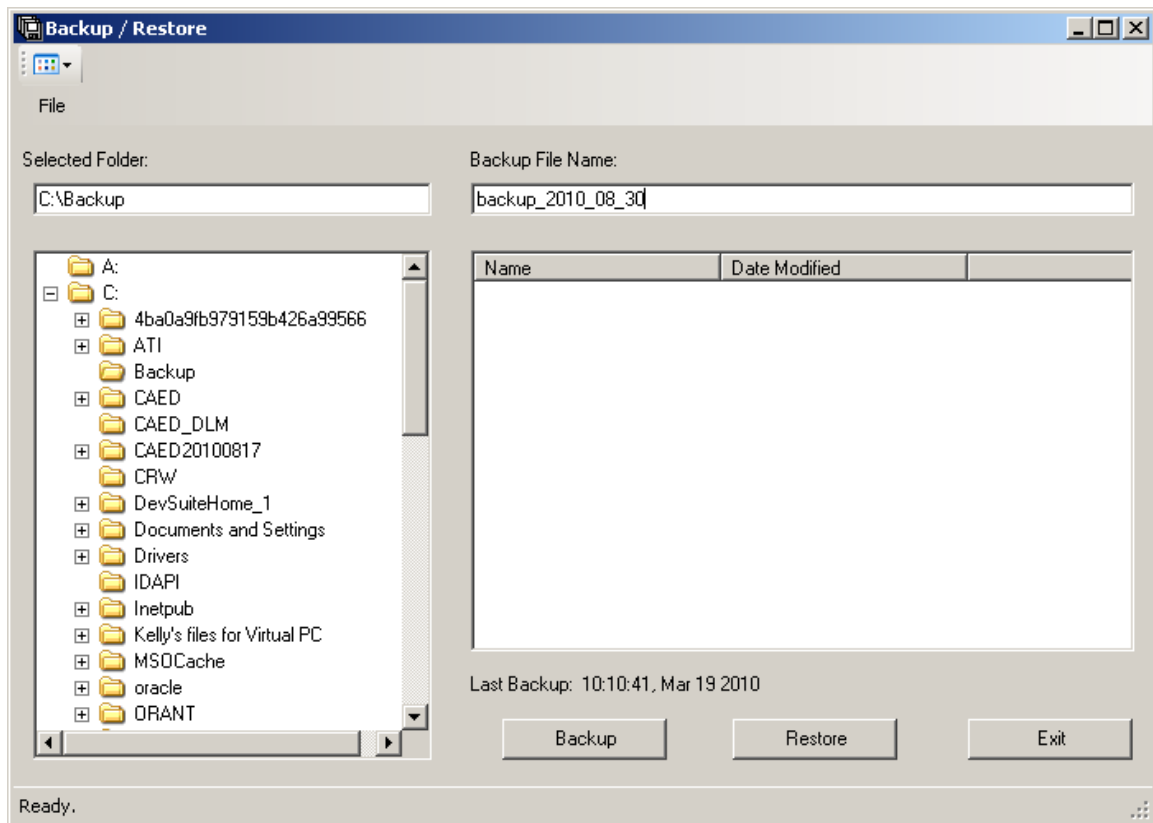 Backup / Restore
File
Selected Folder:
Backup File Name:
C:\Backup
backup_2010_08_30
A:
C:
4ba0a9fb979159b426a99566
ATI
Backup
CAED
CAED_DLM
CAED20100817
CRW
DevSuiteHome_1
Documents and Settings
Drivers
IDAPI
Inetpub
Kelly's files for Virtual PC
MSOCache
oracle
ORANT
Name
Date Modified
Last Backup: 10:10:41, Mar 19 2010
Backup
Restore
Exit
Ready.